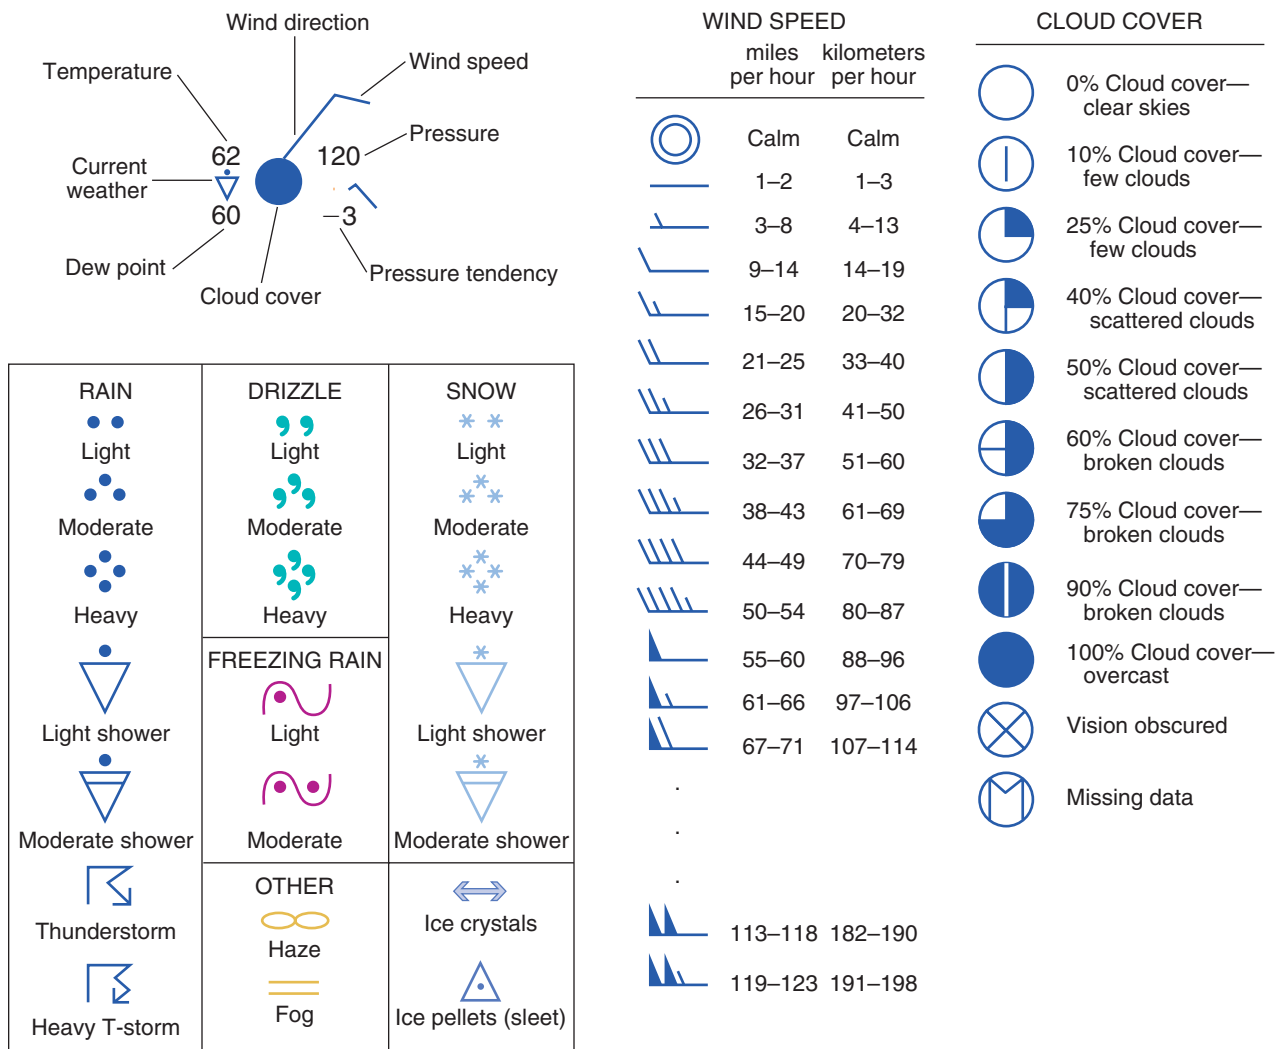 Wind direction
Wind speed
Temperature
Pressure
62
120
Current
weather
60
–3
Dew point
Pressure tendency
Cloud cover
RAIN
Light
Moderate
Heavy
Light shower
Moderate shower
Thunderstorm
Heavy T-storm
DRIZZLE
Light
Moderate
Heavy
FREEZING RAIN
Light
Moderate
OTHER
Haze
Fog
SNOW
Light
Moderate
Heavy
Light shower
Moderate shower
Ice crystals
Ice pellets (sleet)
WIND SPEED
miles kilometers
per hour per hour
Calm Calm
1–2 1–3
3–8 4–13
9–14 14–19
15–20 20–32
21–25 33–40
26–31 41–50
32–37 51–60
38–43 61–69
44–49 70–79
50–54 80–87
55–60 88–96
61–66 97–106
67–71 107–114
.
.
.
113–118 182–190
119–123 191–198
CLOUD COVER
0% Cloud cover—
clear skies
10% Cloud cover—
few clouds
25% Cloud cover—
few clouds
40% Cloud cover—
scattered clouds
50% Cloud cover—
scattered clouds
60% Cloud cover—
broken clouds
75% Cloud cover—
broken clouds
90% Cloud cover—
broken clouds
100% Cloud cover—
overcast
Vision obscured
Missing data